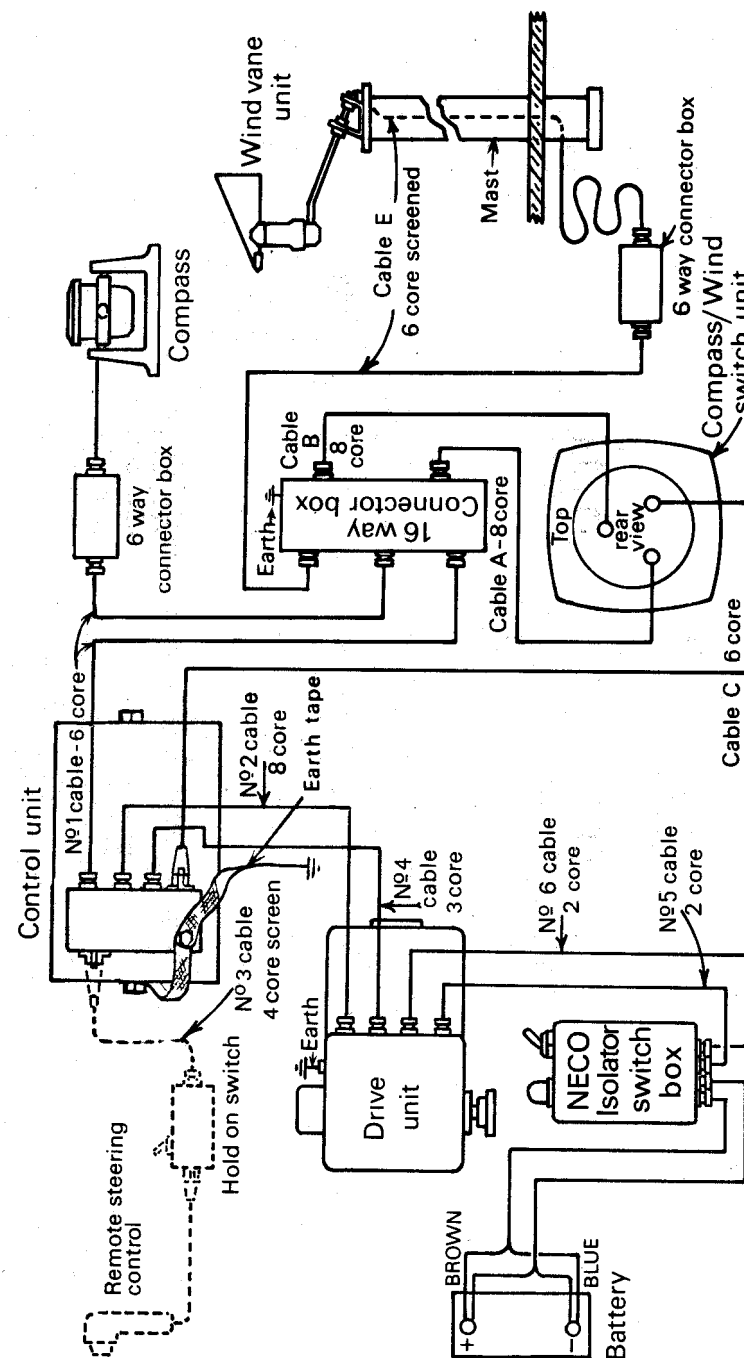 Remote steering
control
Hold on switch
Control unit
Nº1 cable - 6 core
Nº3 cable
4 core screen
Nº2 cable
8 core
Earth tape
6 way
connector box
Compass
Wind vane
unit
Cable E
6 core screened
Mast
6 way connector box
Earth
Cable
B
8
core
16 way
Connector box
Cable A - 8 core
Compass/Wind
switch unit
Top
rear
view
Cable C
6 core
Earth
Drive
unit
Nº4
cable
3 core
Nº 6 cable
2 core
Nº5 cable
2 core
NECO
Isolator
switch
box
BROWN
BLUE
+
−
Battery